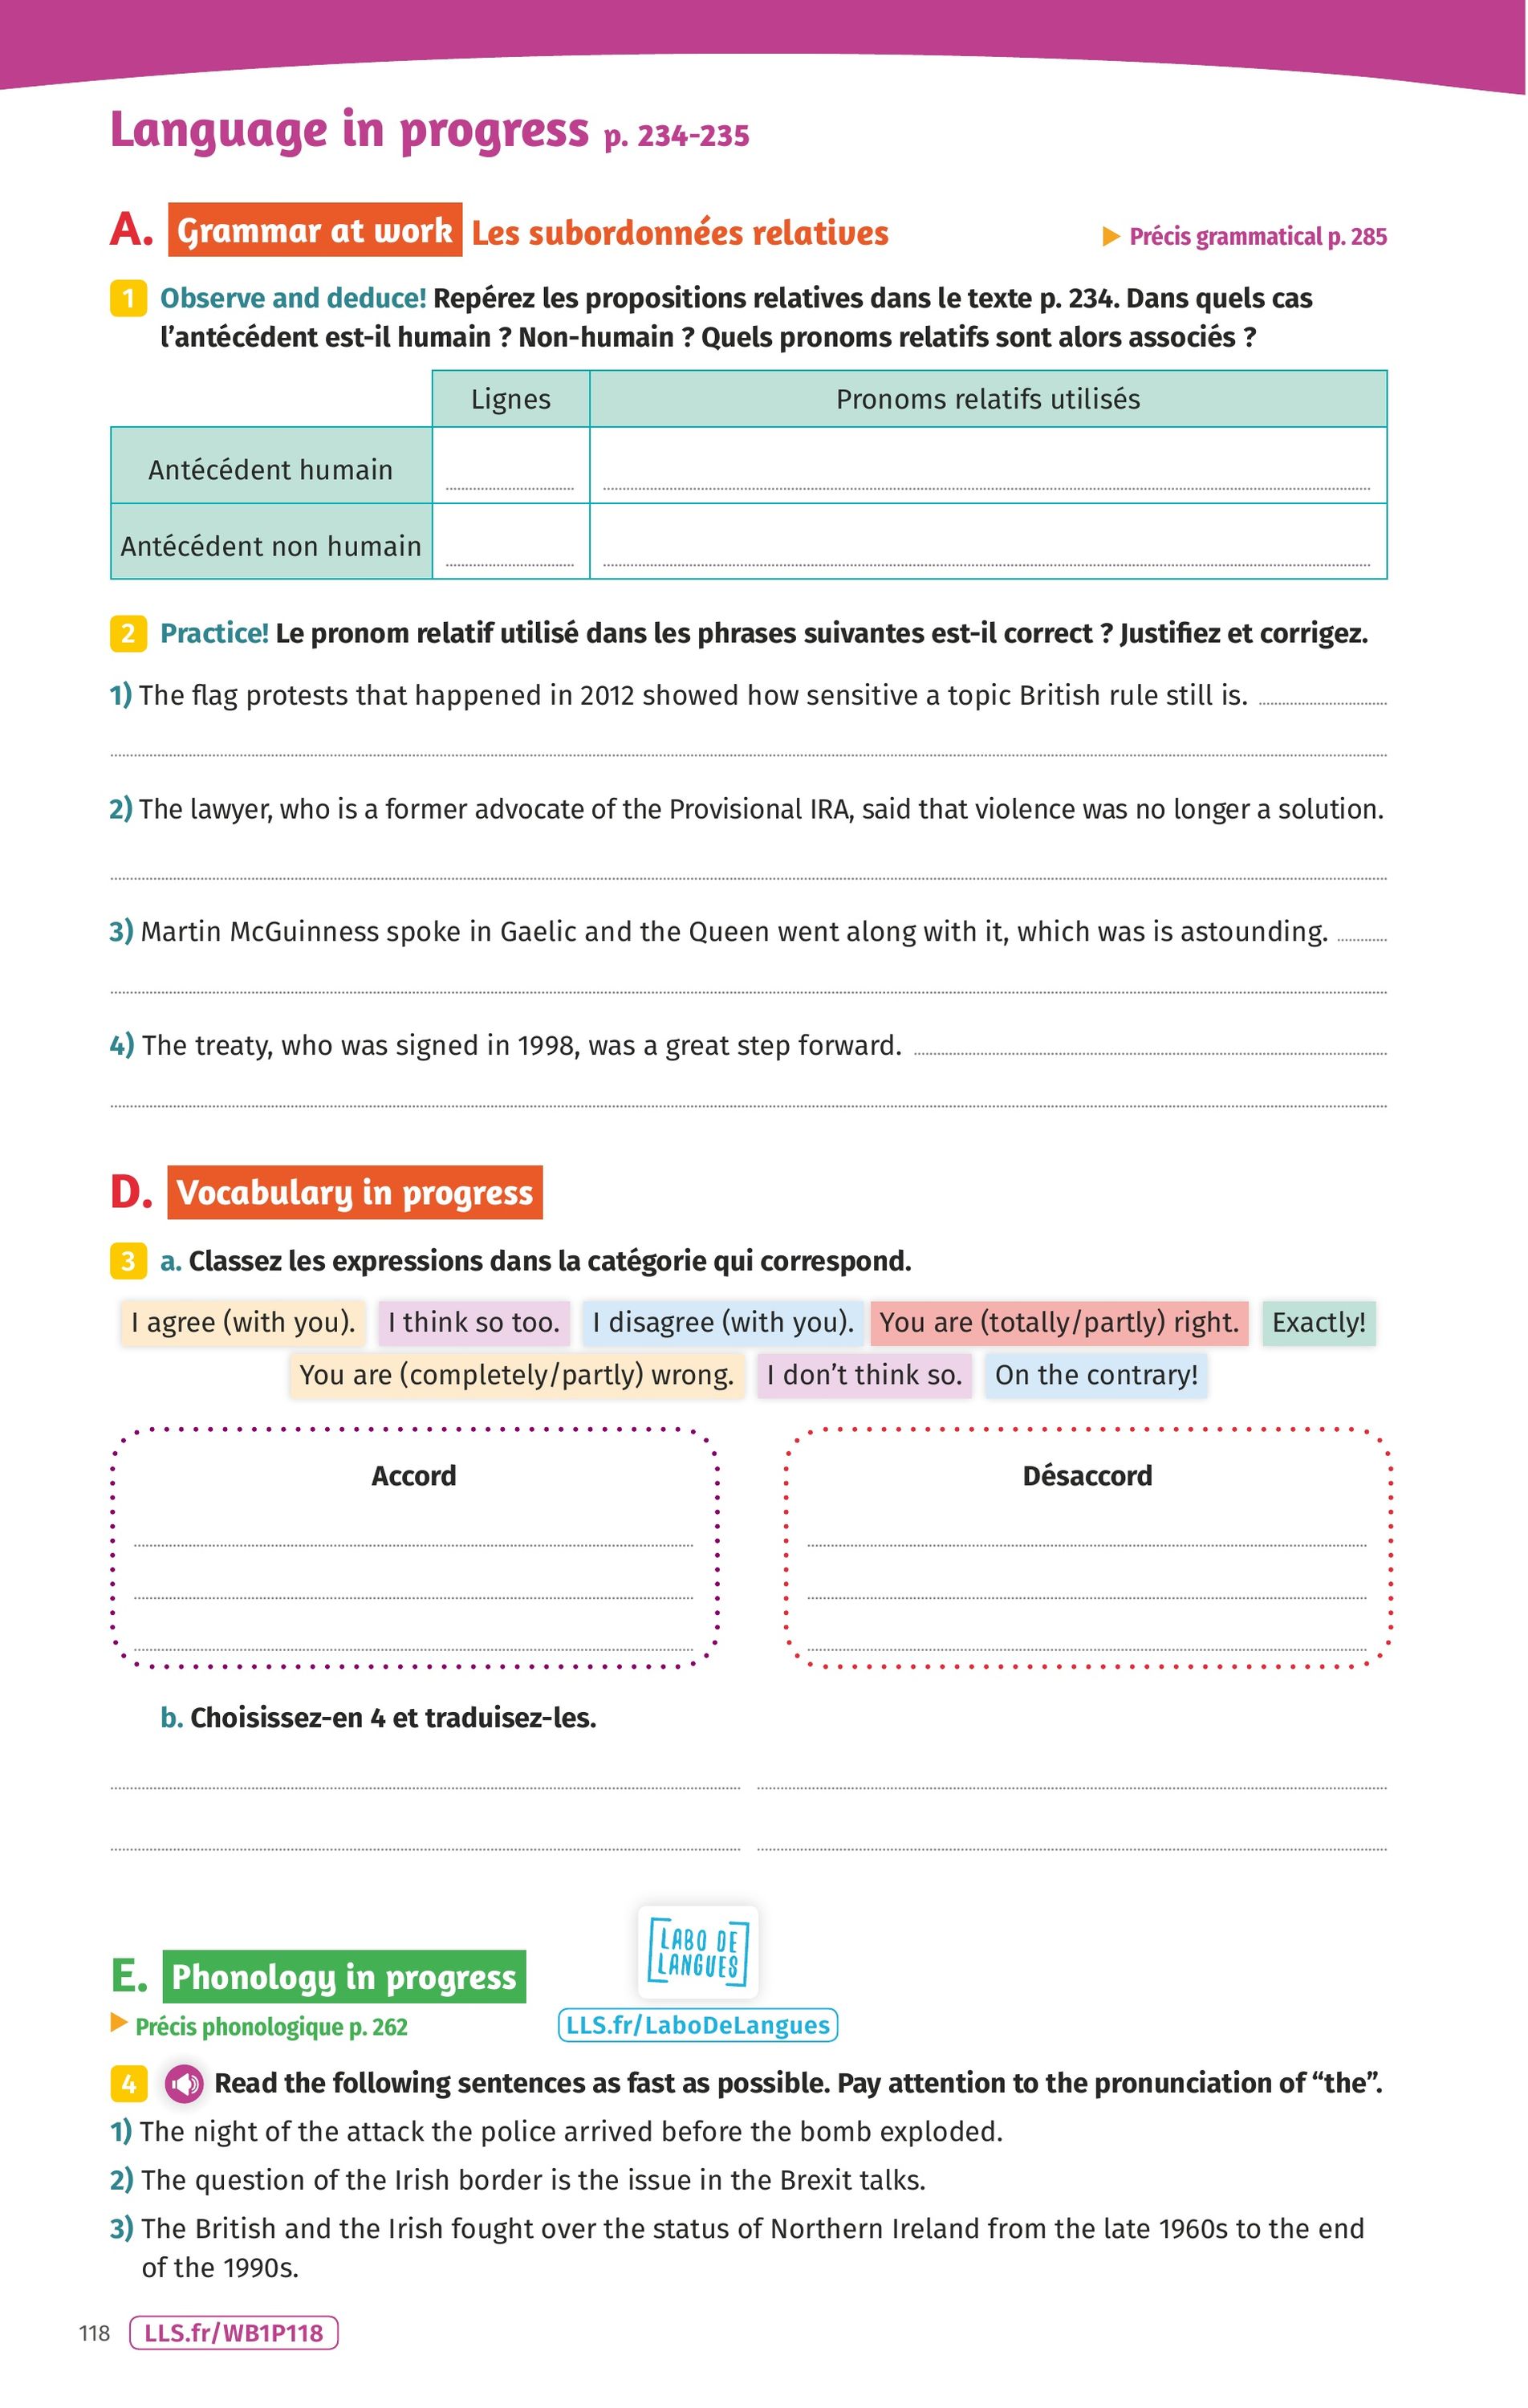 Language in progress p. 234-235
A. Grammar at work Les subordonnées relatives
▶ Précis grammatical p. 285
1 Observe and deduce! Repérez les propositions relatives dans le texte p. 234. Dans quels cas
l'antécédent est-il humain ? Non-humain ? Quels pronoms relatifs sont alors associés ?
Lignes Pronoms relatifs utilisés
Antécédent humain
Antécédent non humain
2 Practice! Le pronom relatif utilisé dans les phrases suivantes est-il correct ? Justifiez et corrigez.
1) The flag protests that happened in 2012 showed how sensitive a topic British rule still is.
2) The lawyer, who is a former advocate of the Provisional IRA, said that violence was no longer a solution.
3) Martin McGuinness spoke in Gaelic and the Queen went along with it, which was is astounding.
4) The treaty, who was signed in 1998, was a great step forward.
D. Vocabulary in progress
3 a. Classez les expressions dans la catégorie qui correspond.
I agree (with you). I think so too. I disagree (with you). You are (totally/partly) right. Exactly!
You are (completely/partly) wrong. I don't think so. On the contrary!
Accord Désaccord
b. Choisissez-en 4 et traduisez-les.
LABO DE
LANGUES
E. Phonology in progress
▶ Précis phonologique p. 262
LLS.fr/LaboDeLangues
4 Read the following sentences as fast as possible. Pay attention to the pronunciation of “the”.
1) The night of the attack the police arrived before the bomb exploded.
2) The question of the Irish border is the issue in the Brexit talks.
3) The British and the Irish fought over the status of Northern Ireland from the late 1960s to the end
of the 1990s.
118 LLS.fr/WB1P118